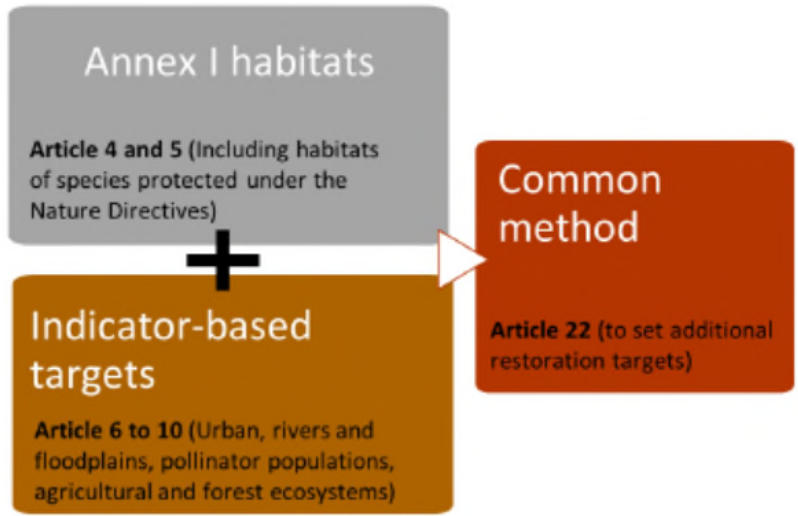 Annex I habitats
Article 4 and 5 (Including habitats
of species protected under the
Nature Directives)
Indicator-based
targets
Article 6 to 10 (Urban, rivers and
floodplains, pollinator populations,
agricultural and forest ecosystems)
Common
method
Article 22 (to set additional
restoration targets)